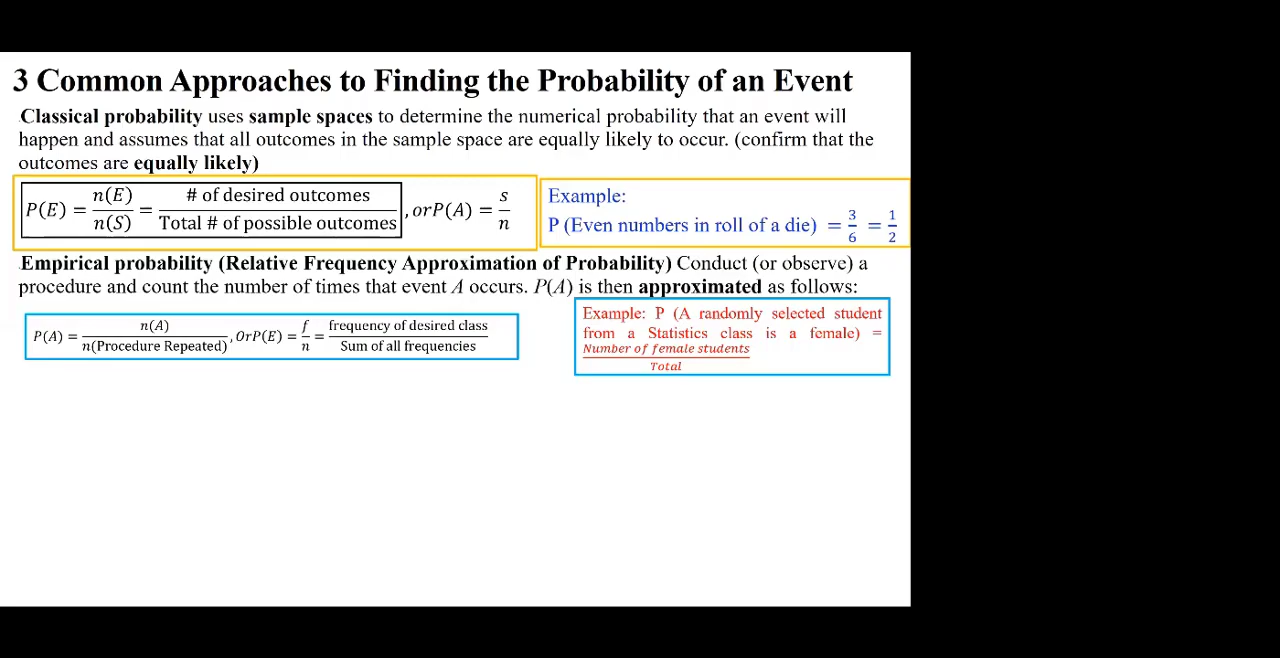 3 Common Approaches to Finding the Probability of an Event
Classical probability uses sample spaces to determine the numerical probability that an event will
happen and assumes that all outcomes in the sample space are equally likely to occur. (confirm that the
outcomes are equally likely)
P(E) = n(E)/n(S) = # of desired outcomes/Total # of possible outcomes, orP(A) = s/n
Example:
P (Even numbers in roll of a die) = 3/6 = 1/2
Empirical probability (Relative Frequency Approximation of Probability) Conduct (or observe) a
procedure and count the number of times that event A occurs. P(A) is then approximated as follows:
P(A) = n(A)/n(Procedure Repeated), OrP(E) = f/n = frequency of desired class/Sum of all frequencies
Example: P (A randomly selected student
from a Statistics class is a female) =
Number of female students
Total